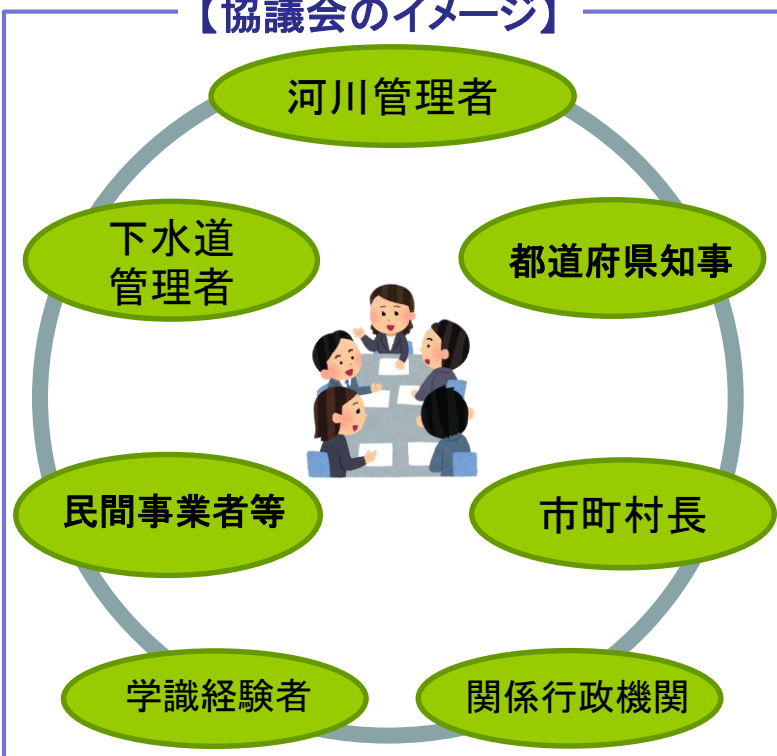 【協議会のイメージ】
河川管理者
下水道
管理者
都道府県知事
民間事業者等
市町村長
学識経験者
関係行政機関